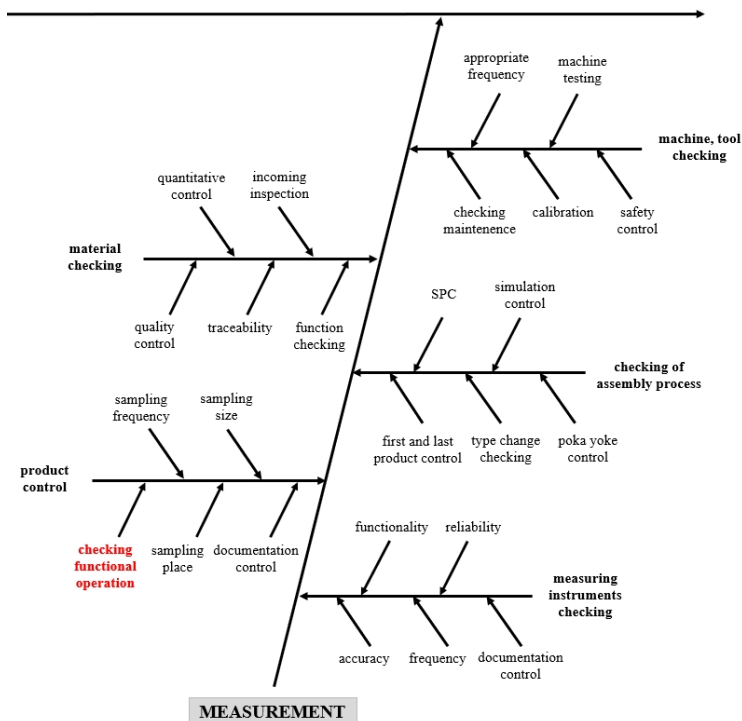 appropriate
frequency
machine
testing
machine, tool
checking
checking
maintenence
calibration
safety
control
quantitative
control
incoming
inspection
material
checking
quality
control
traceability
function
checking
SPC
simulation
control
checking of
assembly process
first and last
product control
type change
checking
poka yoke
control
sampling
frequency
sampling
size
product
control
checking
functional
operation
sampling
place
documentation
control
functionality
reliability
measuring
instruments
checking
accuracy
frequency
documentation
control
MEASUREMENT